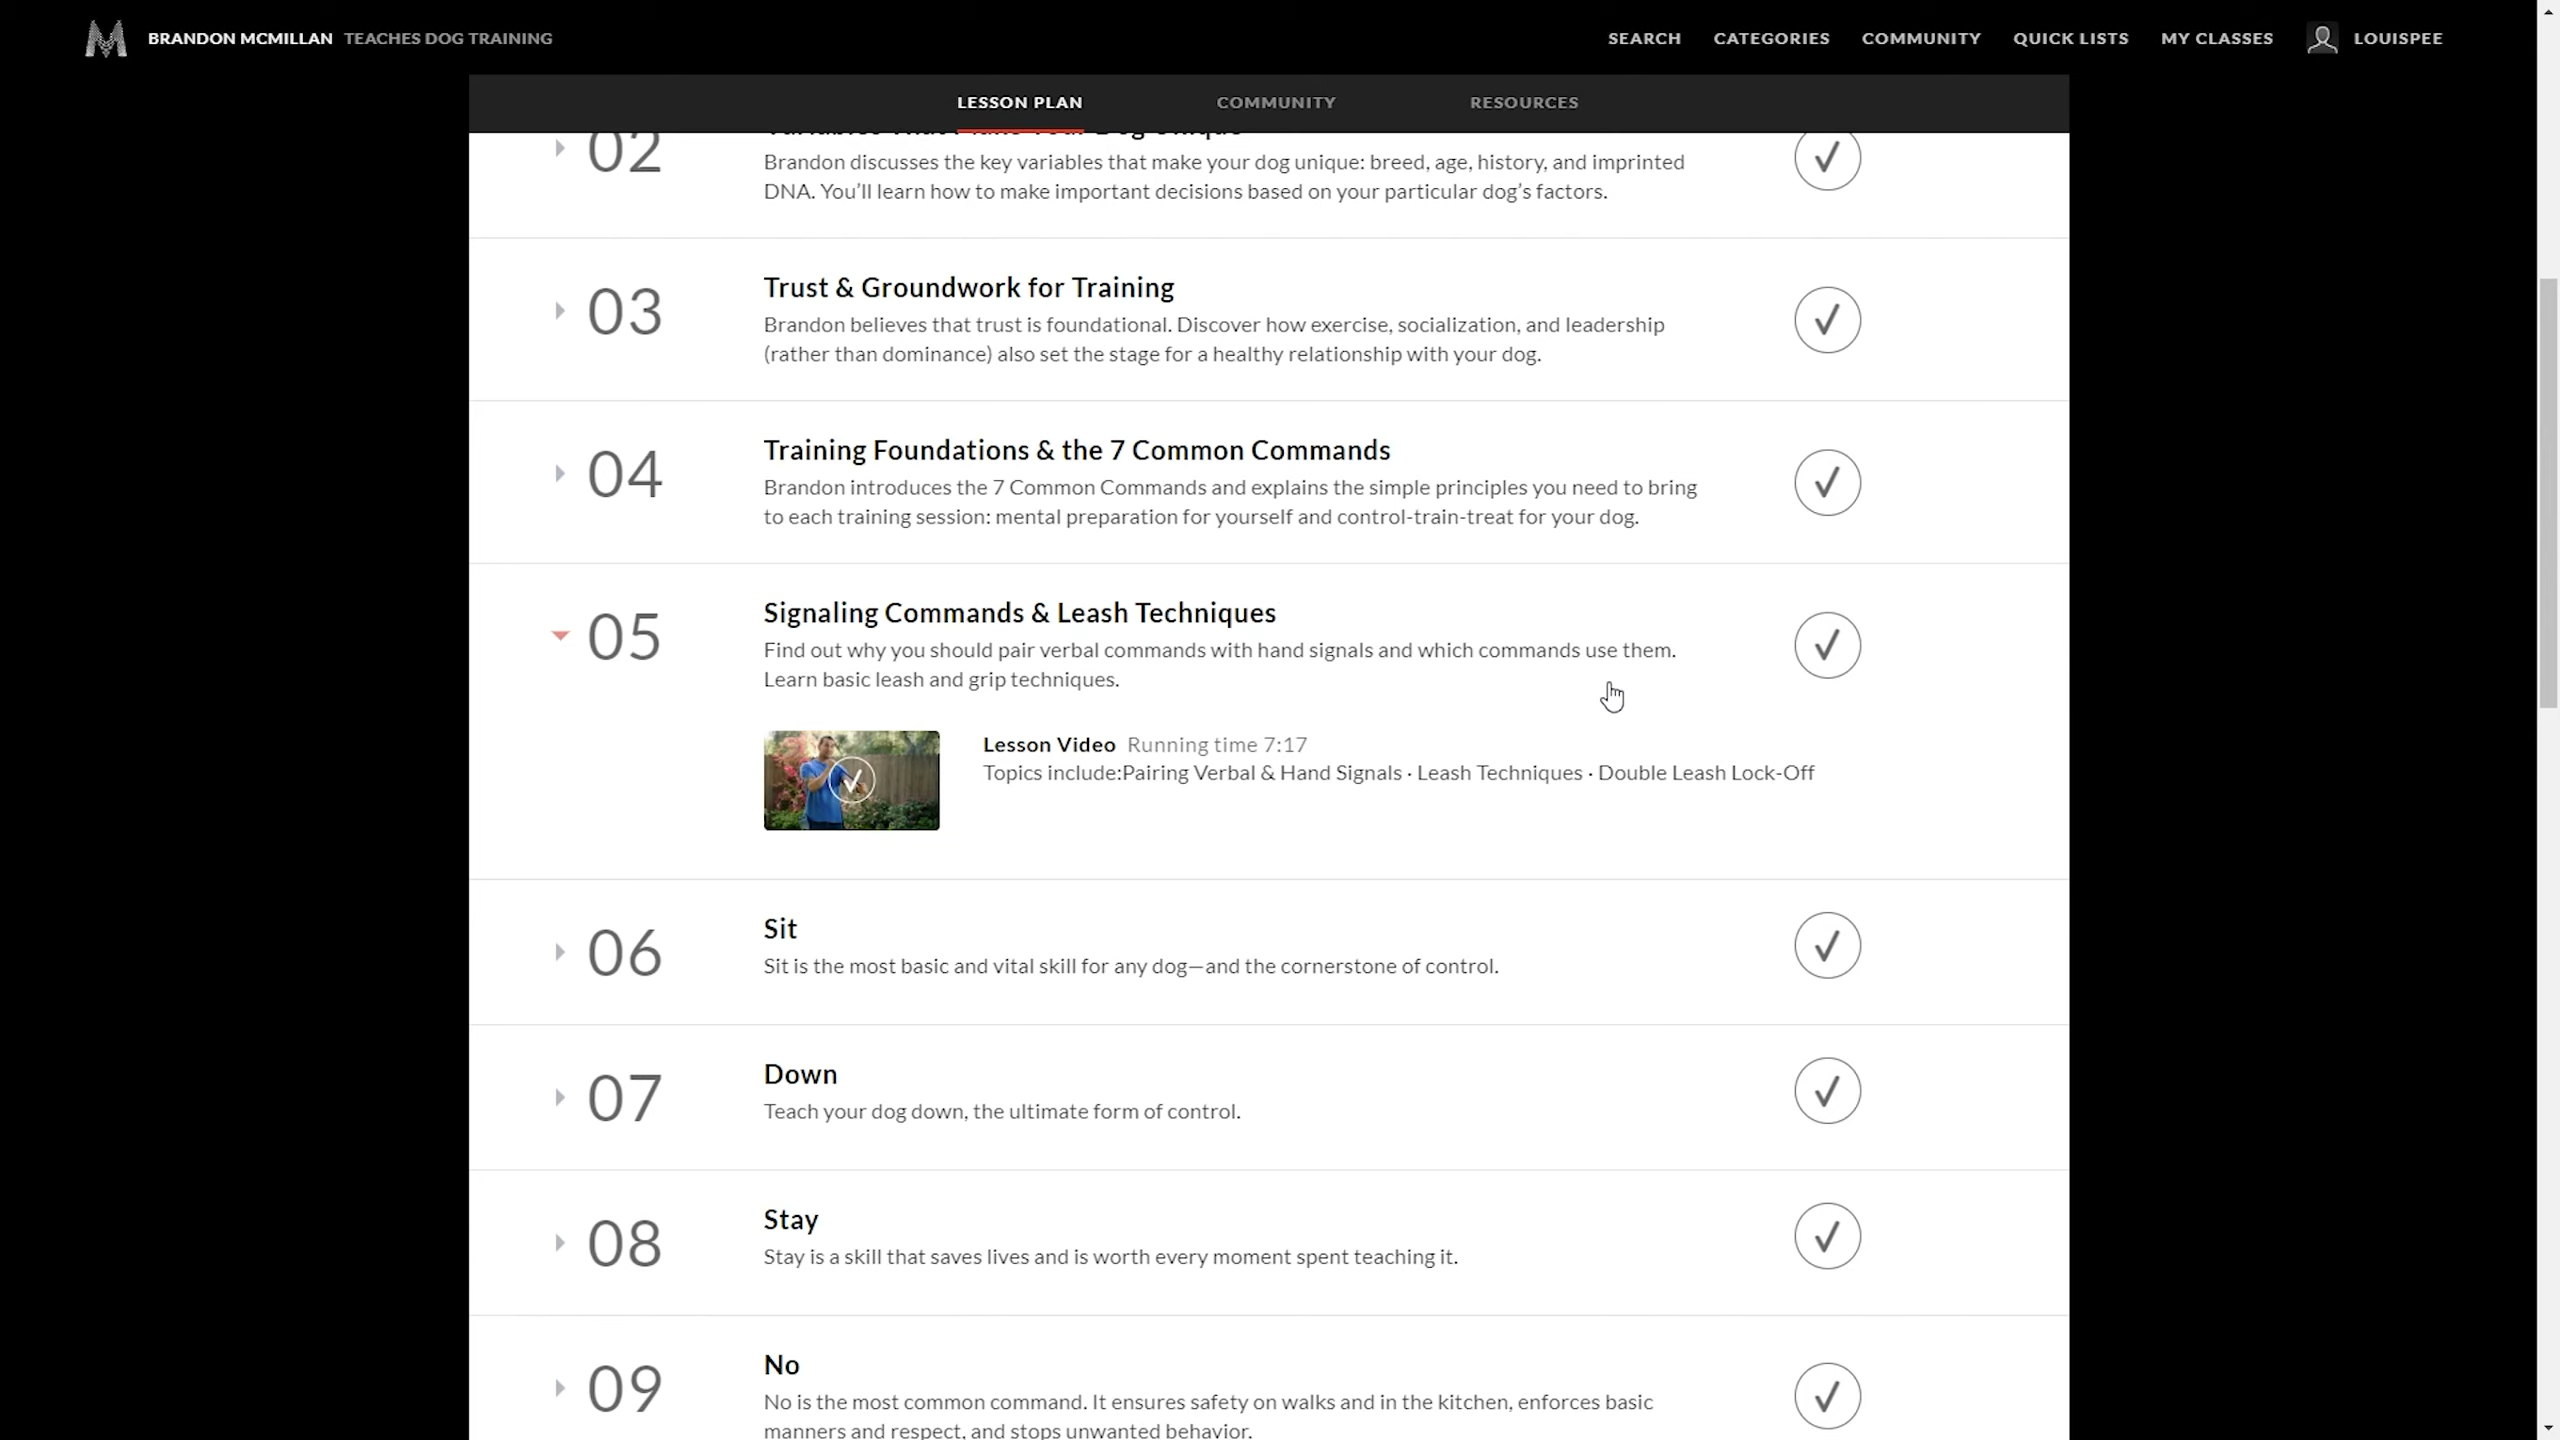 BRANDON MCMILLAN TEACHES DOG TRAINING
SEARCH CATEGORIES COMMUNITY QUICK LISTS MY CLASSES LOUISPEE
LESSON PLAN COMMUNITY RESOURCES
02
Variables That Make Your Dog Unique
Brandon discusses the key variables that make your dog unique: breed, age, history, and imprinted
DNA. You’ll learn how to make important decisions based on your particular dog’s factors.
03
Trust & Groundwork for Training
Brandon believes that trust is foundational. Discover how exercise, socialization, and leadership
(rather than dominance) also set the stage for a healthy relationship with your dog.
04
Training Foundations & the 7 Common Commands
Brandon introduces the 7 Common Commands and explains the simple principles you need to bring
to each training session: mental preparation for yourself and control-train-treat for your dog.
05
Signaling Commands & Leash Techniques
Find out why you should pair verbal commands with hand signals and which commands use them.
Learn basic leash and grip techniques.
Lesson Video Running time 7:17
Topics include:Pairing Verbal & Hand Signals · Leash Techniques · Double Leash Lock-Off
06
Sit
Sit is the most basic and vital skill for any dog—and the cornerstone of control.
07
Down
Teach your dog down, the ultimate form of control.
08
Stay
Stay is a skill that saves lives and is worth every moment spent teaching it.
09
No
No is the most common command. It ensures safety on walks and in the kitchen, enforces basic
manners and respect, and stops unwanted behavior.